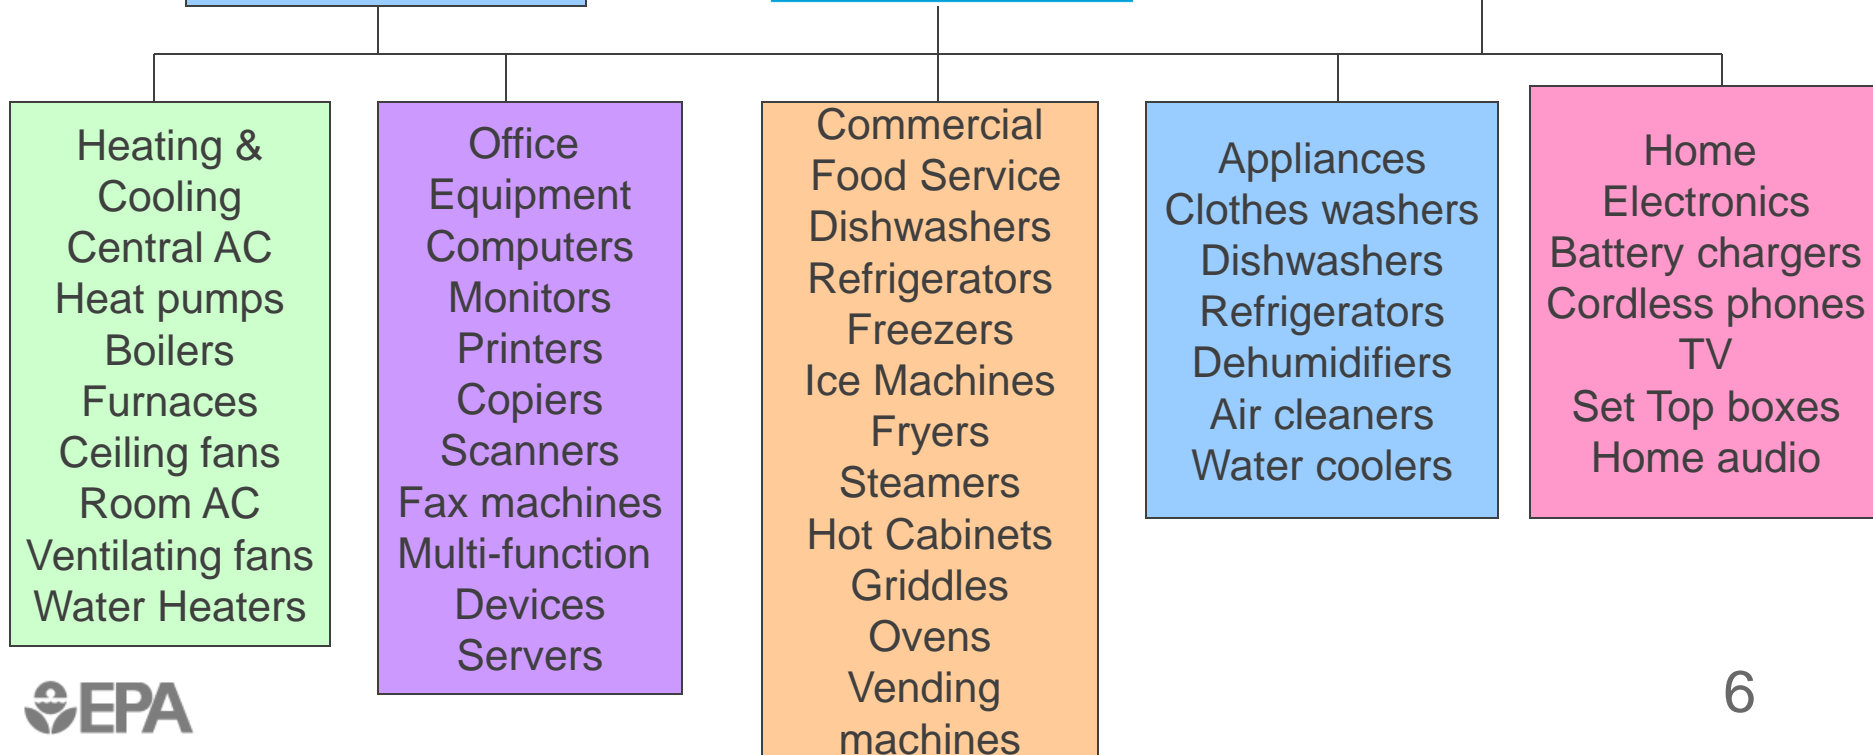 Heating &
Cooling
Central AC
Heat pumps
Boilers
Furnaces
Ceiling fans
Room AC
Ventilating fans
Water Heaters
Office
Equipment
Computers
Monitors
Printers
Copiers
Scanners
Fax machines
Multi-function
Devices
Servers
Commercial
Food Service
Dishwashers
Refrigerators
Freezers
Ice Machines
Fryers
Steamers
Hot Cabinets
Griddles
Ovens
Vending
machines
Appliances
Clothes washers
Dishwashers
Refrigerators
Dehumidifiers
Air cleaners
Water coolers
Home
Electronics
Battery chargers
Cordless phones
TV
Set Top boxes
Home audio
EPA
6